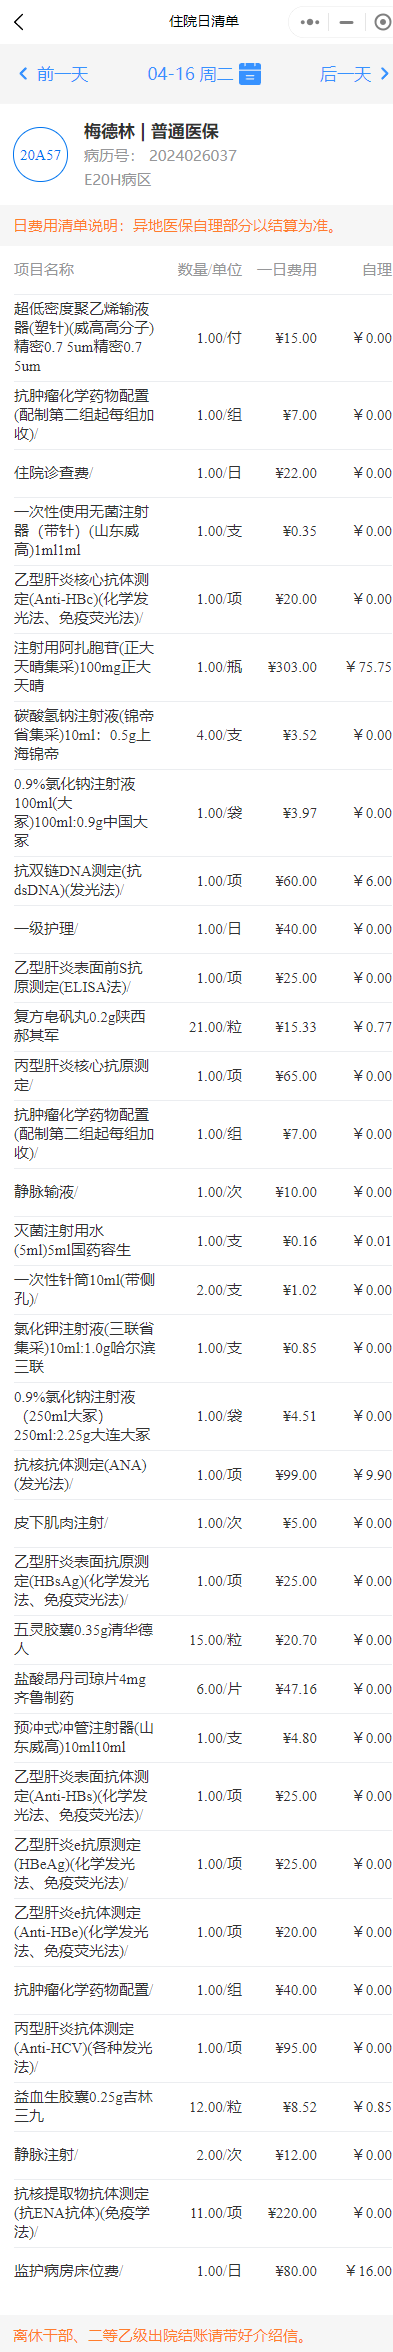 住院日清单
前一天 04-16 周二 后一天
20A57
梅德林 | 普通医保
病历号： 2024026037
E20H病区
日费用清单说明：异地医保自理部分以结算为准。
项目名称 数量/单位 一日费用 自理
超低密度聚乙烯输液
器(塑针)(威高高分子)
精密0.7 5um精密0.7
5um
1.00/付 ¥15.00 ￥0.00
抗肿瘤化学药物配置
(配制第二组起每组加
收)/
1.00/组 ¥7.00 ￥0.00
住院诊查费/ 1.00/日 ¥22.00 ￥0.00
一次性使用无菌注射
器（带针）(山东威
高)1ml1ml
1.00/支 ¥0.35 ￥0.00
乙型肝炎核心抗体测
定(Anti-HBc)(化学发
光法、免疫荧光法)/
1.00/项 ¥20.00 ￥0.00
注射用阿扎胞苷(正大
天晴集采)100mg正大
天晴
1.00/瓶 ¥303.00 ￥75.75
碳酸氢钠注射液(锦帝
省集采)10ml：0.5g上
海锦帝
4.00/支 ¥3.52 ￥0.00
0.9%氯化钠注射液
100ml(大
冢)100ml:0.9g中国大
冢
1.00/袋 ¥3.97 ￥0.00
抗双链DNA测定(抗
dsDNA)(发光法)/
1.00/项 ¥60.00 ￥6.00
一级护理/ 1.00/日 ¥40.00 ￥0.00
乙型肝炎表面前S抗
原测定(ELISA法)/
1.00/项 ¥25.00 ￥0.00
复方皂矾丸0.2g陕西
郝其军
21.00/粒 ¥15.33 ￥0.77
丙型肝炎核心抗原测
定/
1.00/项 ¥65.00 ￥0.00
抗肿瘤化学药物配置
(配制第二组起每组加
收)/
1.00/组 ¥7.00 ￥0.00
静脉输液/ 1.00/次 ¥10.00 ￥0.00
灭菌注射用水
(5ml)5ml国药容生
1.00/支 ¥0.16 ￥0.01
一次性针筒10ml(带侧
孔)/
2.00/支 ¥1.02 ￥0.00
氯化钾注射液(三联省
集采)10ml:1.0g哈尔滨
三联
1.00/支 ¥0.85 ￥0.00
0.9%氯化钠注射液
（250ml大冢）
250ml:2.25g大连大冢
1.00/袋 ¥4.51 ￥0.00
抗核抗体测定(ANA)
(发光法)/
1.00/项 ¥99.00 ￥9.90
皮下肌肉注射/ 1.00/次 ¥5.00 ￥0.00
乙型肝炎表面抗原测
定(HBsAg)(化学发光
法、免疫荧光法)/
1.00/项 ¥25.00 ￥0.00
五灵胶囊0.35g清华德
人
15.00/粒 ¥20.70 ￥0.00
盐酸昂丹司琼片4mg
齐鲁制药
6.00/片 ¥47.16 ￥0.00
预冲式冲管注射器(山
东威高)10ml10ml
1.00/支 ¥4.80 ￥0.00
乙型肝炎表面抗体测
定(Anti-HBs)(化学发
光法、免疫荧光法)/
1.00/项 ¥25.00 ￥0.00
乙型肝炎e抗原测定
(HBeAg)(化学发光
法、免疫荧光法)/
1.00/项 ¥25.00 ￥0.00
乙型肝炎e抗体测定
(Anti-HBe)(化学发光
法、免疫荧光法)/
1.00/项 ¥20.00 ￥0.00
抗肿瘤化学药物配置/ 1.00/组 ¥40.00 ￥0.00
丙型肝炎抗体测定
(Anti-HCV)(各种发光
法)/
1.00/项 ¥95.00 ￥0.00
益血生胶囊0.25g吉林
三九
12.00/粒 ¥8.52 ￥0.85
静脉注射/ 2.00/次 ¥12.00 ￥0.00
抗核提取物抗体测定
(抗ENA抗体)(免疫学
法)/
11.00/项 ¥220.00 ￥0.00
监护病房床位费/ 1.00/日 ¥80.00 ￥16.00
离休干部、二等乙级出院结账请带好介绍信。